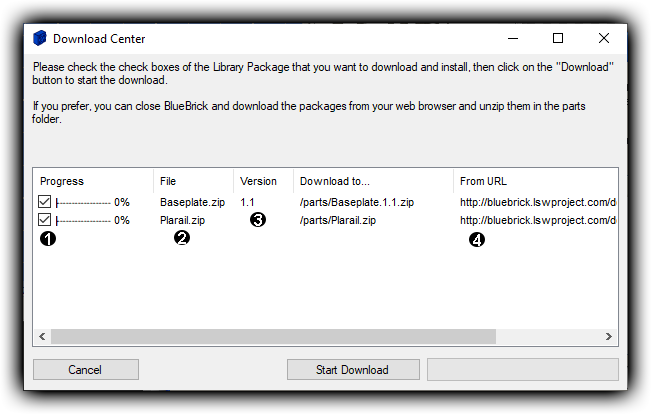 Download Center
Please check the check boxes of the Library Package that you want to download and install, then click on the "Download"
button to start the download.
If you prefer, you can close BlueBrick and download the packages from your web browser and unzip them in the parts
folder.
Progress File Version Download to... From URL
0% Baseplate.zip 1.1 /parts/Baseplate.1.1.zip http://bluebrick.lswproject.com/d
0% Plarail.zip /parts/Plarail.zip http://bluebrick.lswproject.com/d
1 2 3 4
Cancel Start Download